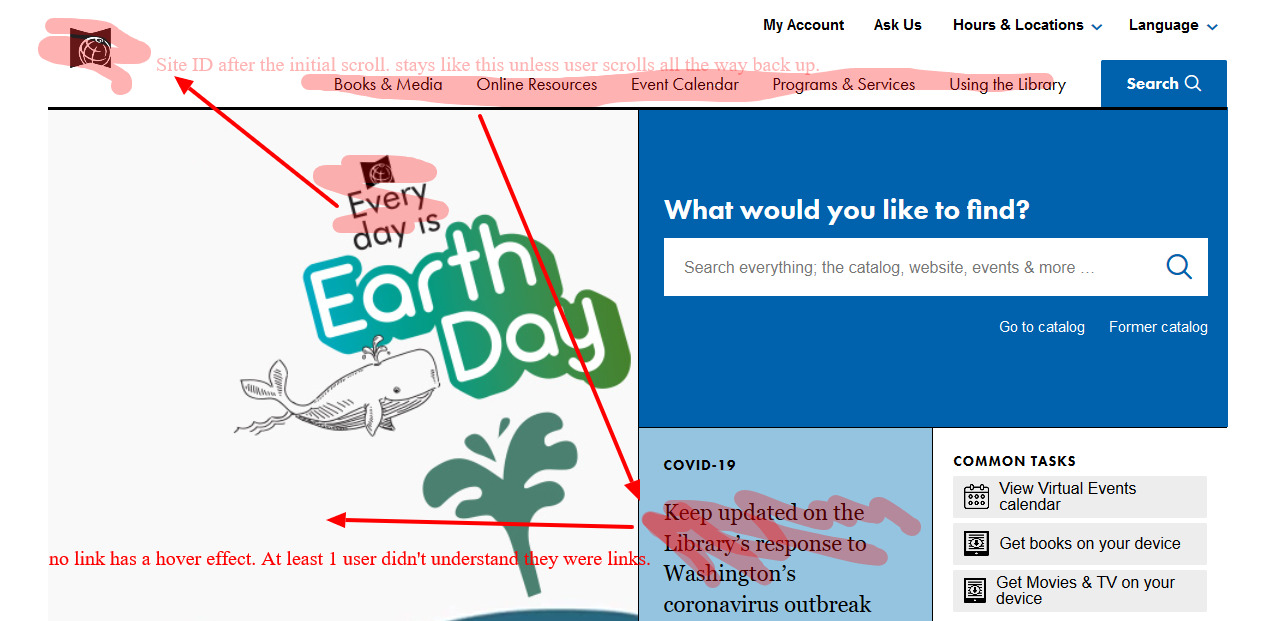 My Account Ask Us Hours & Locations Language
Site ID after the initial scroll. stays like this unless user scrolls all the way back up.
Books & Media Online Resources Event Calendar Programs & Services Using the Library Search
Every
day is
Earth
Day
What would you like to find?
Search everything; the catalog, website, events & more ...
Go to catalog Former catalog
COVID-19
Keep updated on the
Library's response to
Washington's
coronavirus outbreak
COMMON TASKS
View Virtual Events
calendar
Get books on your device
Get Movies & TV on your
device
no link has a hover effect. At least 1 user didn't understand they were links.